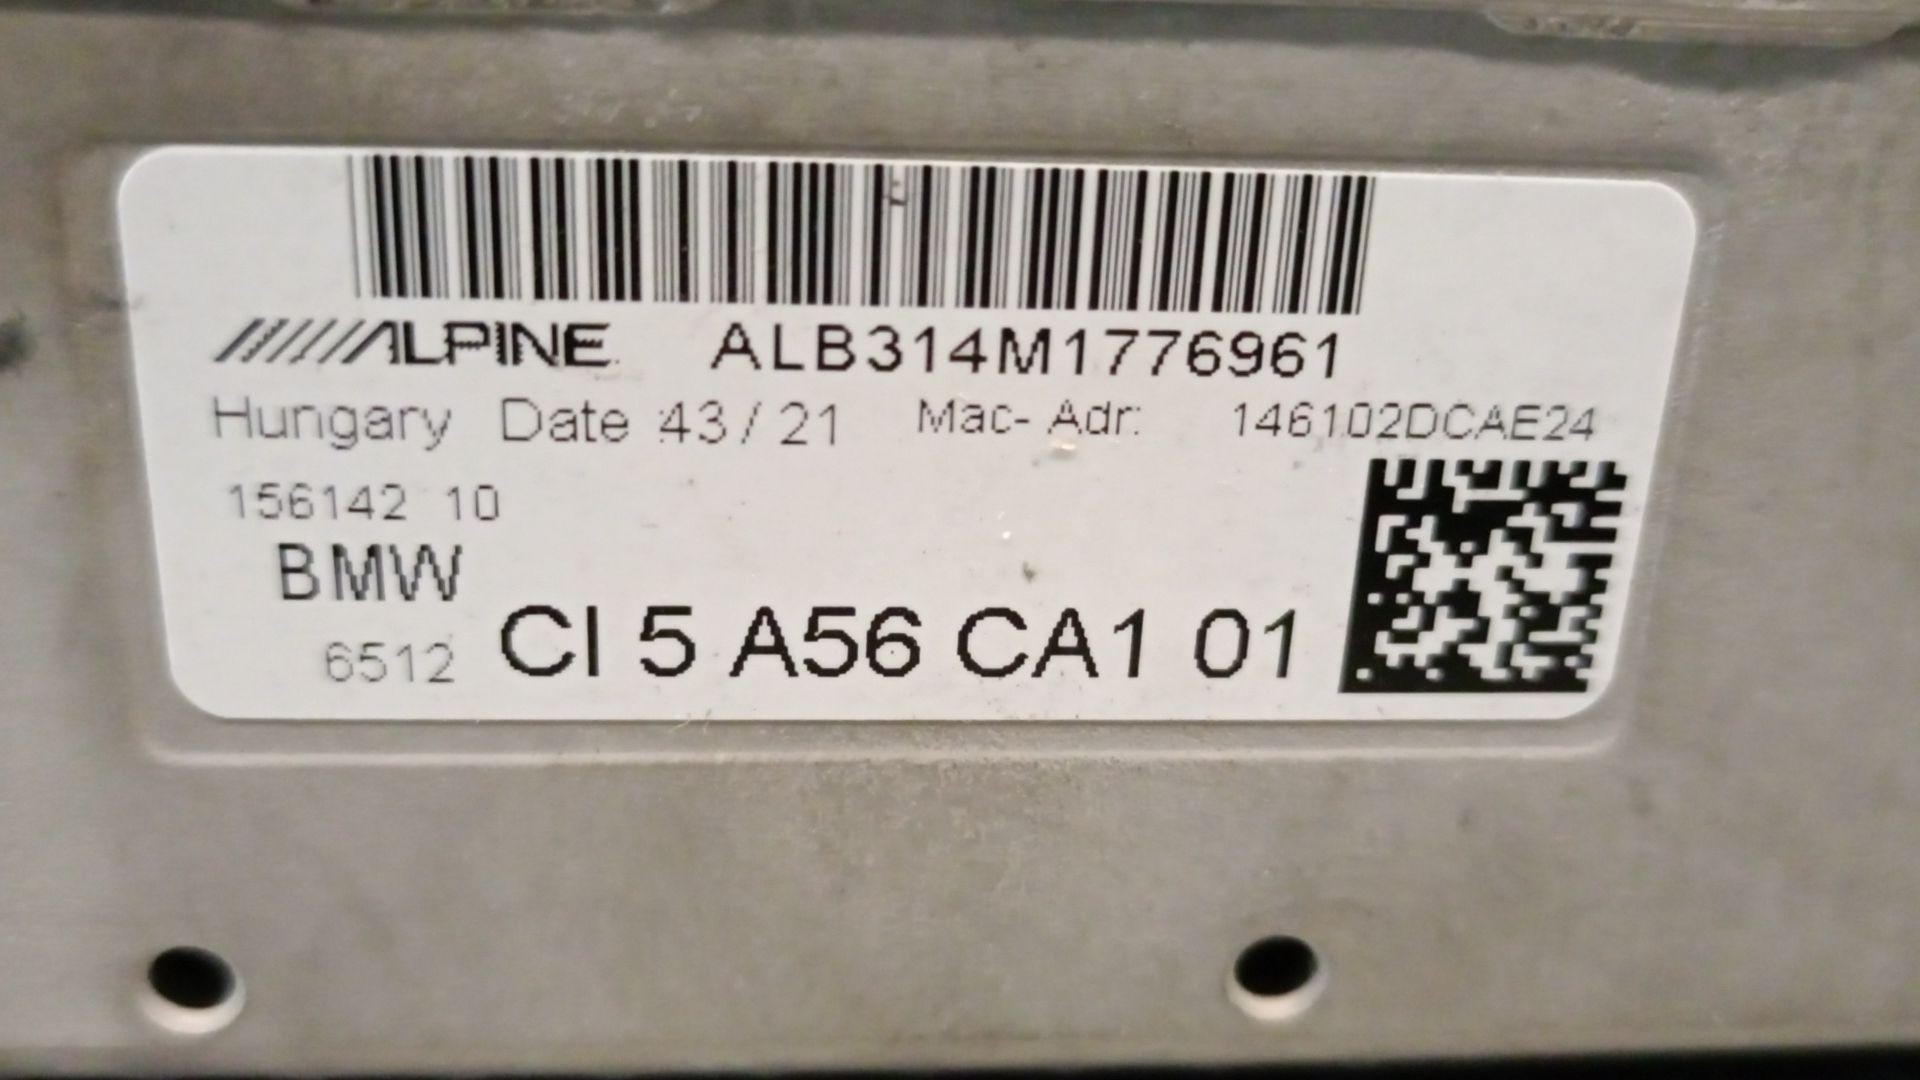 ALPINE ALB314M1776961
Hungary Date :43/21 Mac-Adr: 146102DCAE24
156142 10
BMW
6512 CI 5 A56 CA1 01